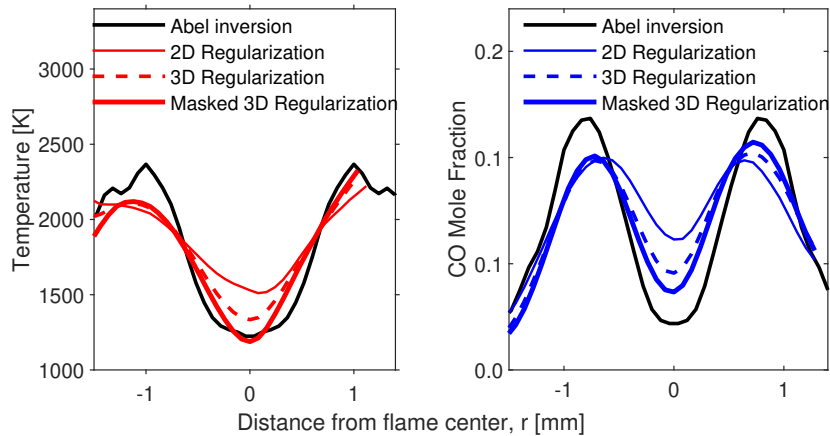 Abel inversion
2D Regularization
3D Regularization
Masked 3D Regularization
Temperature [K]
3000
2500
2000
1500
1000
-1
0
1
Abel inversion
2D Regularization
3D Regularization
Masked 3D Regularization
CO Mole Fraction
0.2
0.1
0.1
0.0
-1
0
1
Distance from flame center, r [mm]